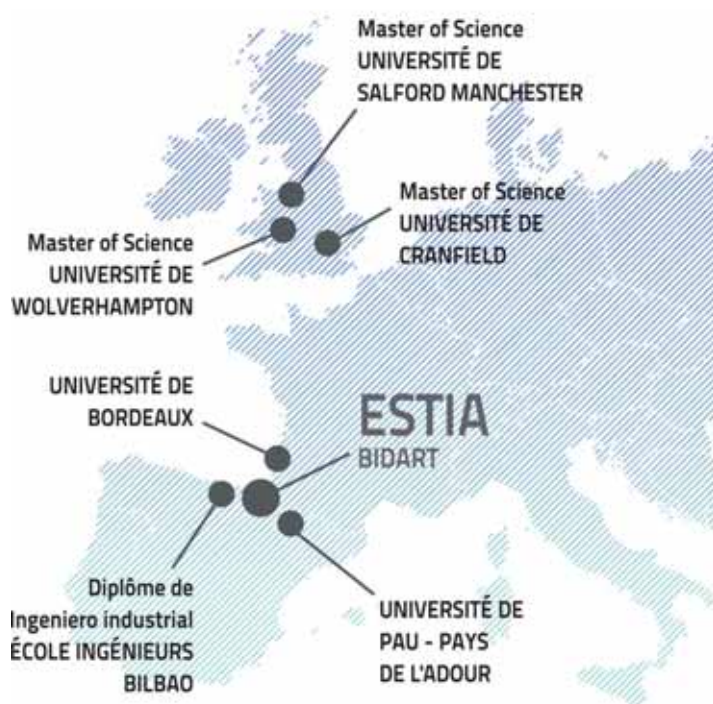 Master of Science
UNIVERSITÉ DE
SALFORD MANCHESTER
Master of Science
UNIVERSITÉ DE
CRANFIELD
Master of Science
UNIVERSITÉ DE
WOLVERHAMPTON
UNIVERSITÉ DE
BORDEAUX
ESTIA
BIDART
Diplôme de
Ingeniero industrial
ÉCOLE INGÉNIEURS
BILBAO
UNIVERSITÉ DE
PAU - PAYS
DE L'ADOUR